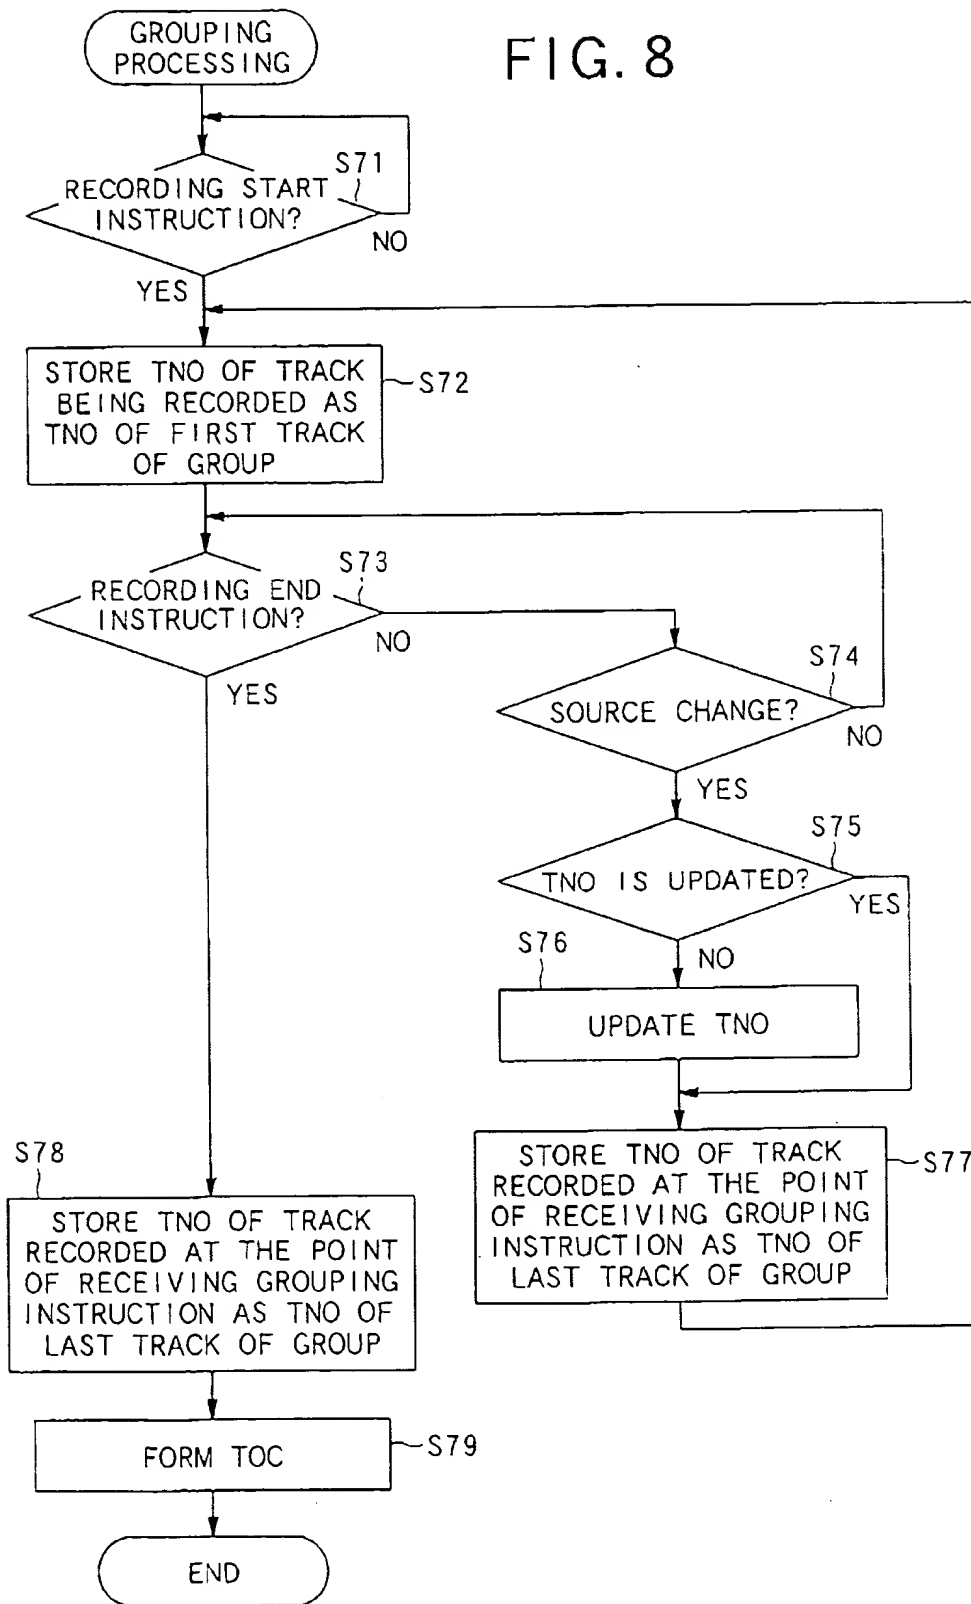 GROUPING
PROCESSING
FIG. 8
S71
RECORDING START
INSTRUCTION?
NO
YES
STORE TNO OF TRACK
BEING RECORDED AS
TNO OF FIRST TRACK
OF GROUP
S72
S73
RECORDING END
INSTRUCTION?
NO
YES
S74
SOURCE CHANGE?
NO
YES
S75
TNO IS UPDATED?
YES
NO
S76
UPDATE TNO
STORE TNO OF TRACK
RECORDED AT THE POINT
OF RECEIVING GROUPING
INSTRUCTION AS TNO OF
LAST TRACK OF GROUP
S77
S78
STORE TNO OF TRACK
RECORDED AT THE POINT
OF RECEIVING GROUPING
INSTRUCTION AS TNO OF
LAST TRACK OF GROUP
FORM TOC
S79
END